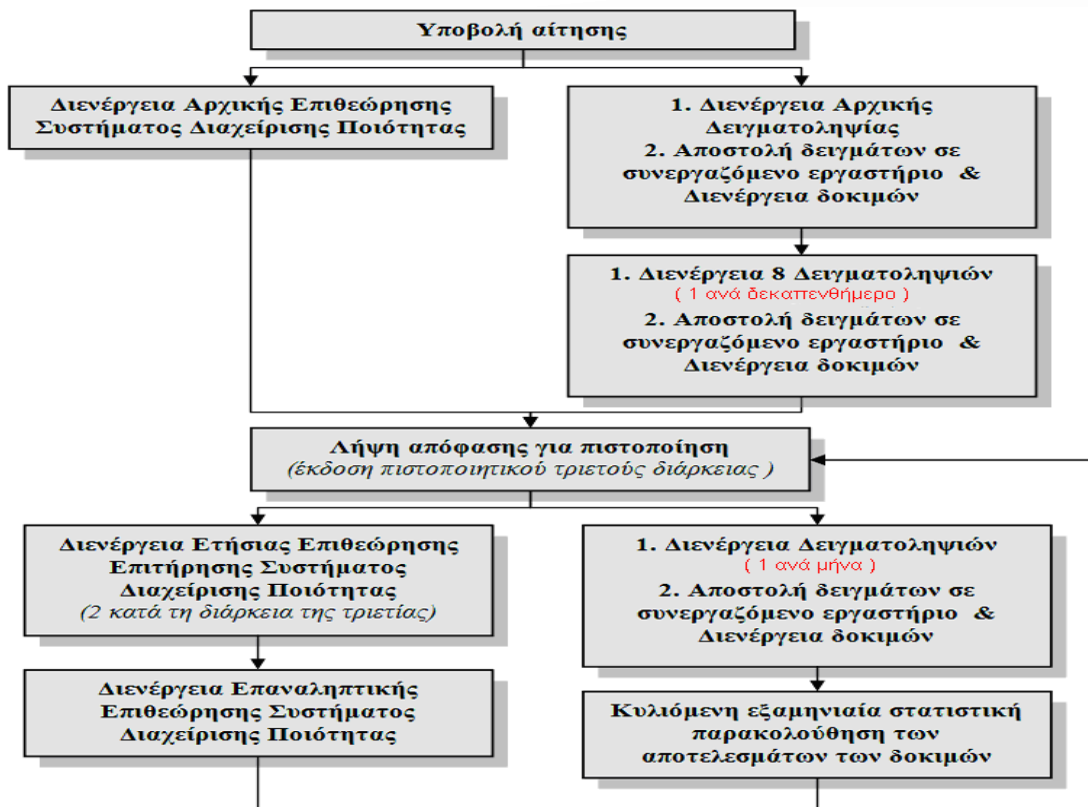 Υποβολή αίτησης
Διενέργεια Αρχικής Επιθεώρησης
Συστήματος Διαχείρισης Ποιότητας
1. Διενέργεια Αρχικής
Δειγματοληψίας
2. Αποστολή δειγμάτων σε
συνεργαζόμενο εργαστήριο &
Διενέργεια δοκιμών
1. Διενέργεια 8 Δειγματοληψιών
( 1 ανά δεκαπενθήμερο )
2. Αποστολή δειγμάτων σε
συνεργαζόμενο εργαστήριο &
Διενέργεια δοκιμών
Λήψη απόφασης για πιστοποίηση
(έκδοση πιστοποιητικού τριετούς διάρκειας )
Διενέργεια Ετήσιας Επιθεώρησης
Επιτήρησης Συστήματος
Διαχείρισης Ποιότητας
(2 κατά τη διάρκεια της τριετίας)
1. Διενέργεια Δειγματοληψιών
( 1 ανά μήνα )
2. Αποστολή δειγμάτων σε
συνεργαζόμενο εργαστήριο &
Διενέργεια δοκιμών
Διενέργεια Επαναληπτικής
Επιθεώρησης Συστήματος
Διαχείρισης Ποιότητας
Κυλιόμενη εξαμηνιαία στατιστική
παρακολούθηση των
αποτελεσμάτων των δοκιμών